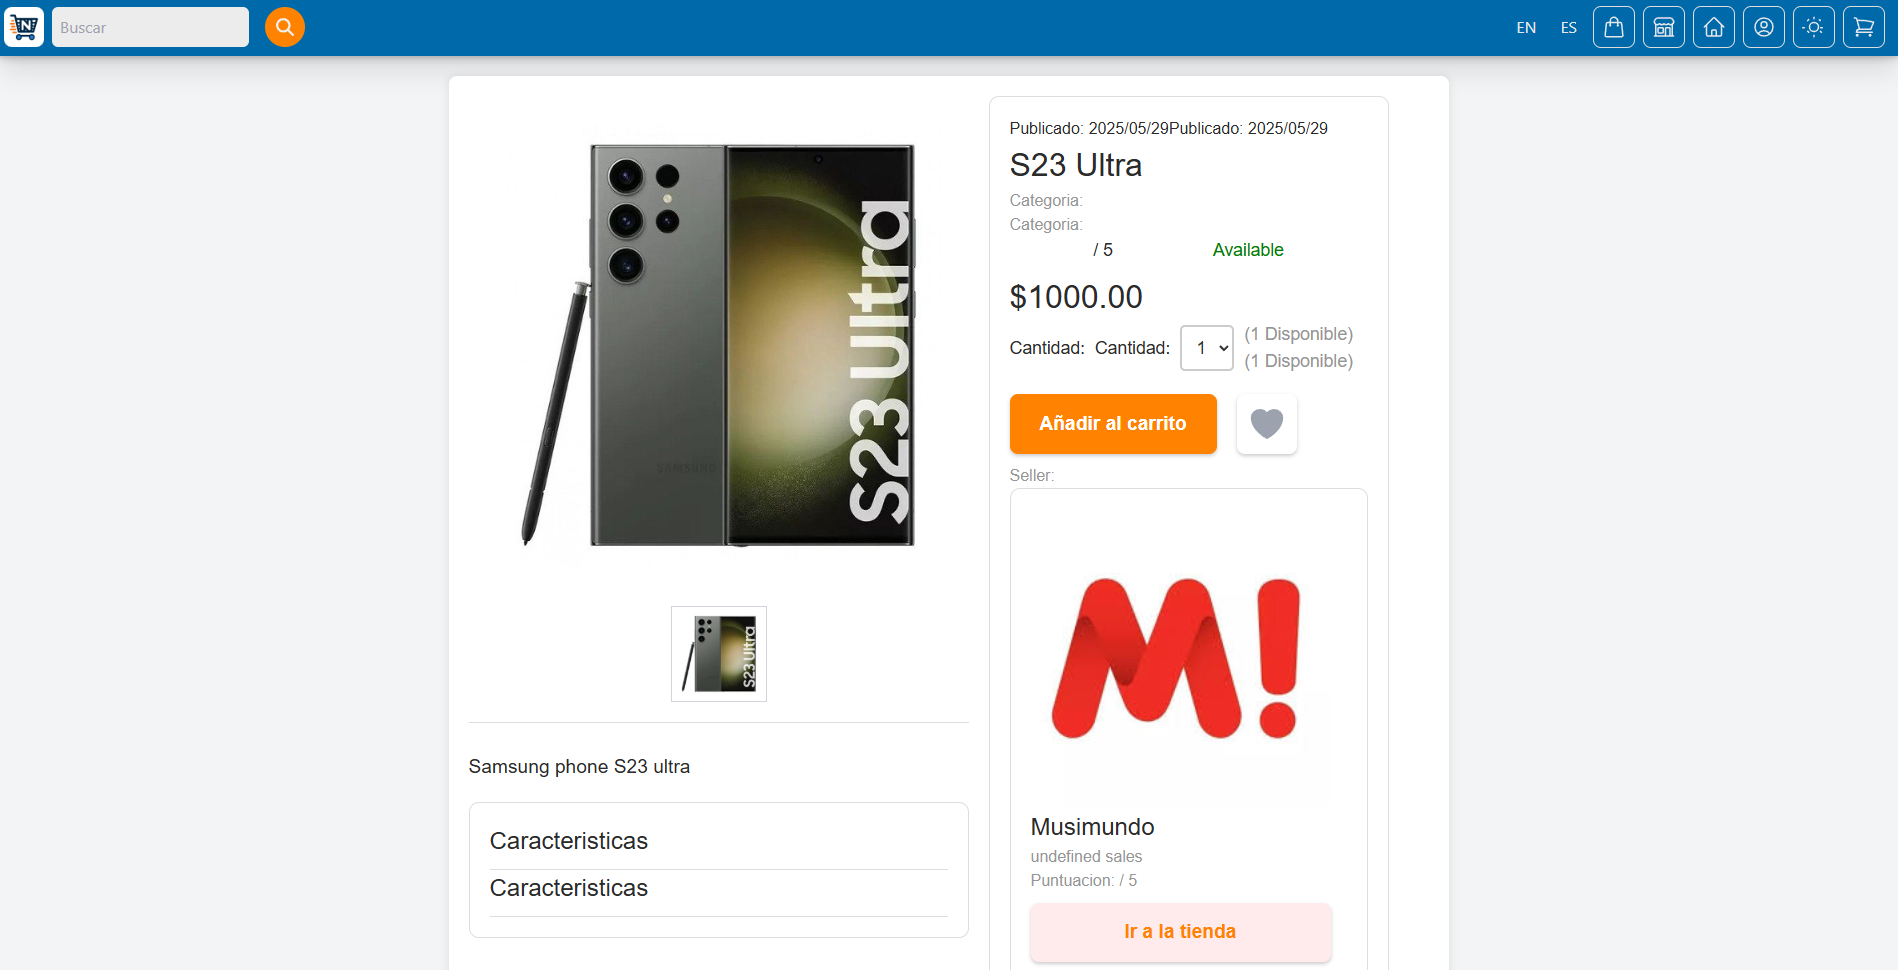 N
Buscar
EN
ES
S23 Ultra
SAMSUNG
S23 Ultra
Samsung phone S23 ultra
Caracteristicas
Caracteristicas
Publicado: 2025/05/29Publicado: 2025/05/29
S23 Ultra
Categoria:
Categoria:
/ 5
Available
$1000.00
Cantidad: Cantidad: 1
(1 Disponible)
(1 Disponible)
Añadir al carrito
Seller:
M!
Musimundo
undefined sales
Puntuacion: / 5
Ir a la tienda